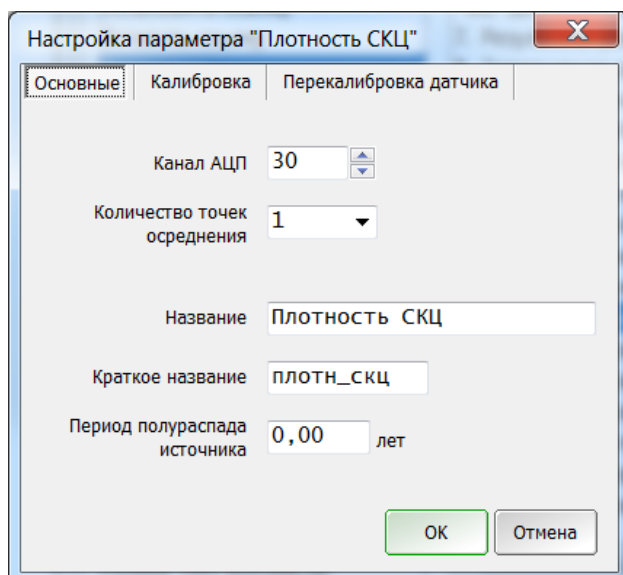 Настройка параметра "Плотность СКЦ"
Основные Калибровка Перекалибровка датчика
Канал АЦП 30
Количество точек
осреднения 1
Название Плотность СКЦ
Краткое название плотн_скц
Период полураспада
источника 0,00 лет
ОК Отмена